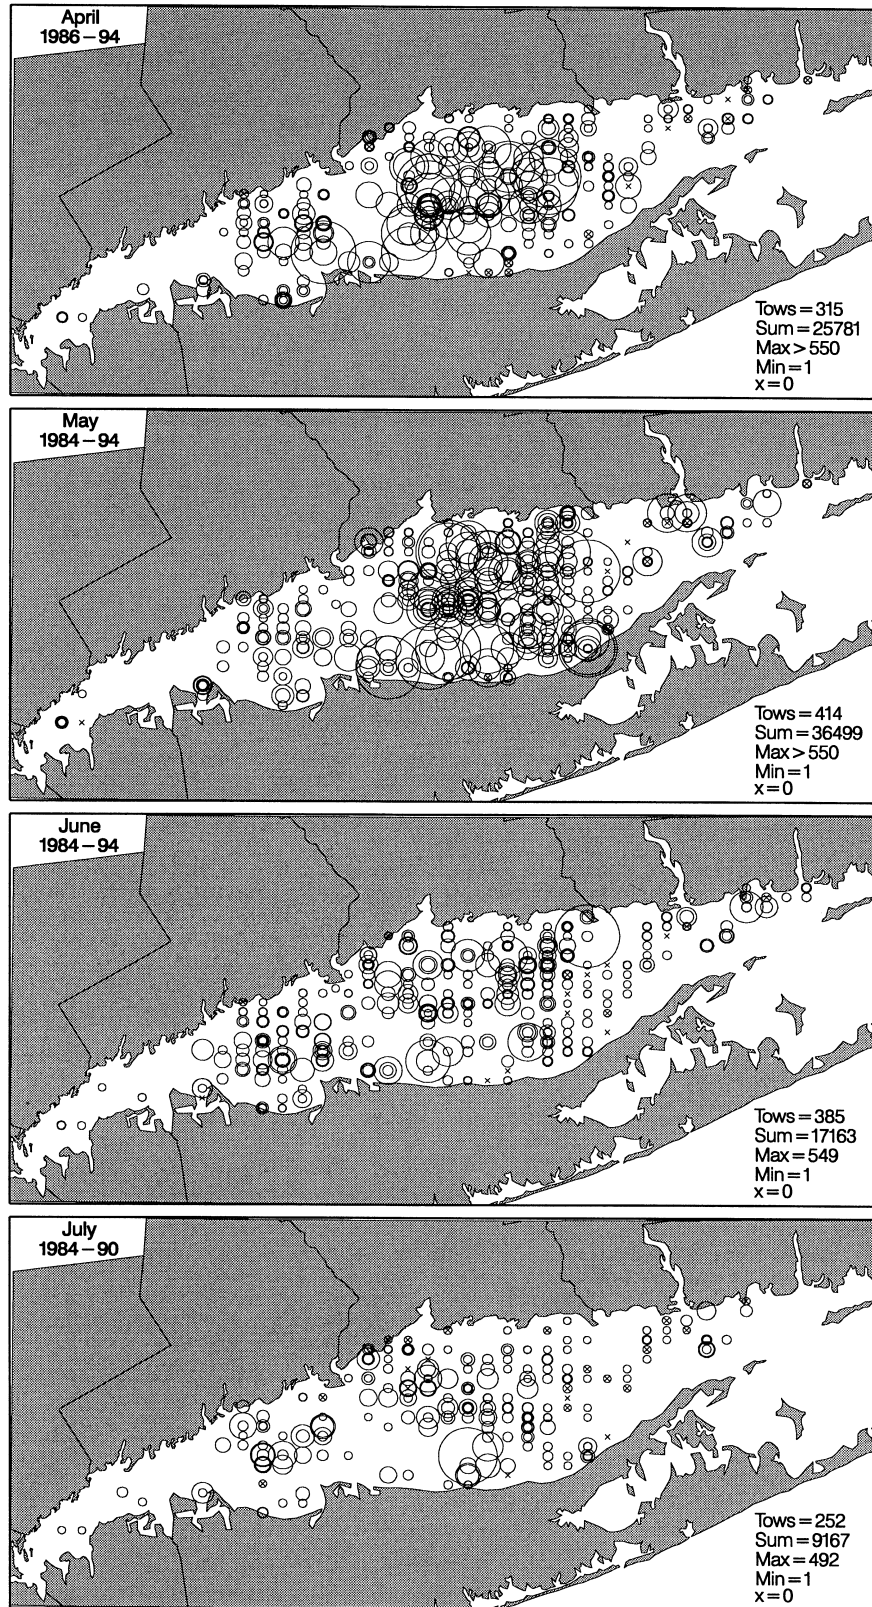 April
1986–94
Tows=315
Sum=25781
Max>550
Min=1
x=0
May
1984–94
Tows=414
Sum=36499
Max>550
Min=1
x=0
June
1984–94
Tows=385
Sum=17163
Max=549
Min=1
x=0
July
1984–90
Tows=252
Sum=9167
Max=492
Min=1
x=0